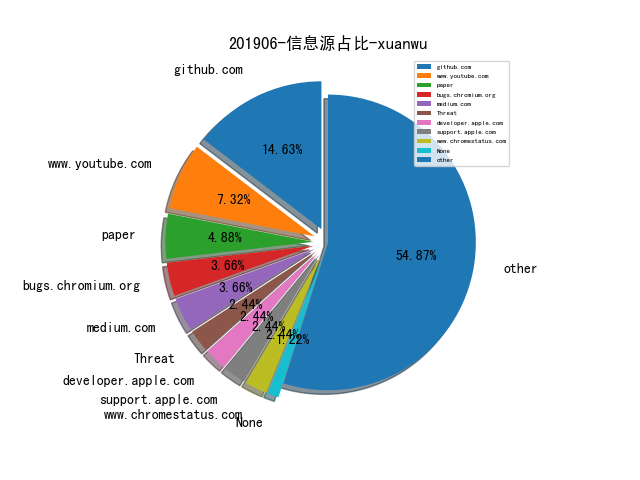 201906-信息源占比-xuanwu
github.com
www.youtube.com
paper
bugs.chromium.org
medium.com
Threat
developer.apple.com
support.apple.com
www.chromestatus.com
None
other
github.com
14.63%
www.youtube.com
7.32%
paper
4.88%
bugs.chromium.org
3.66%
medium.com
3.66%
Threat
2.44%
developer.apple.com
2.44%
support.apple.com
2.44%
www.chromestatus.com
2.44%
None
1.22%
other
54.87%